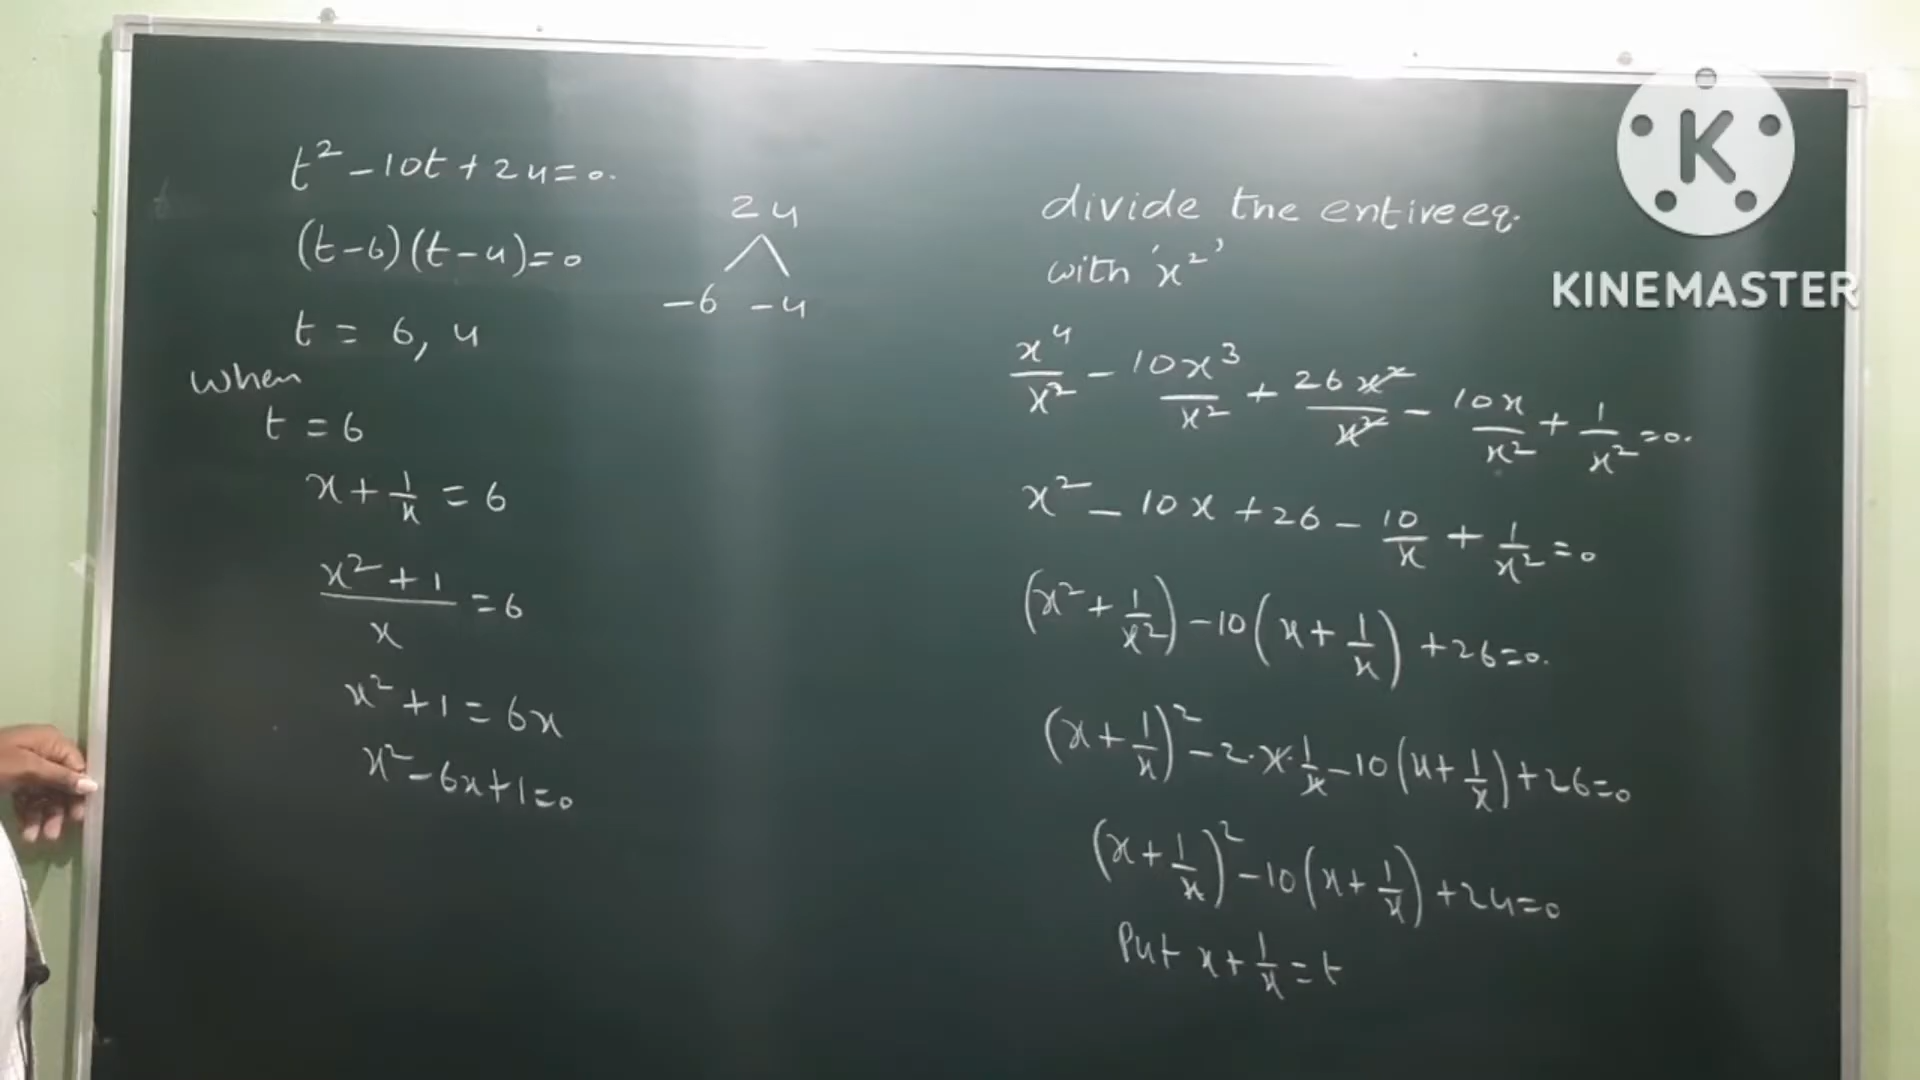 t² - 10t + 24 = 0.
(t-6)(t-4) = 0
t = 6, 4
24
-6 -4
When
t = 6
x + 1/x = 6
x² + 1 / x = 6
x² + 1 = 6x
x² - 6x + 1 = 0
divide the entire eq.
with 'x²'
x⁴/x² - 10x³/x² + 26x²/x² - 10x/x² + 1/x² = 0.
x² - 10x + 26 - 10/x + 1/x² = 0
(x² + 1/x²) - 10(x + 1/x) + 26 = 0.
(x + 1/x)² - 2·x·1/x - 10(x + 1/x) + 26 = 0
(x + 1/x)² - 10(x + 1/x) + 24 = 0
Put x + 1/x = t
K
KINEMASTER